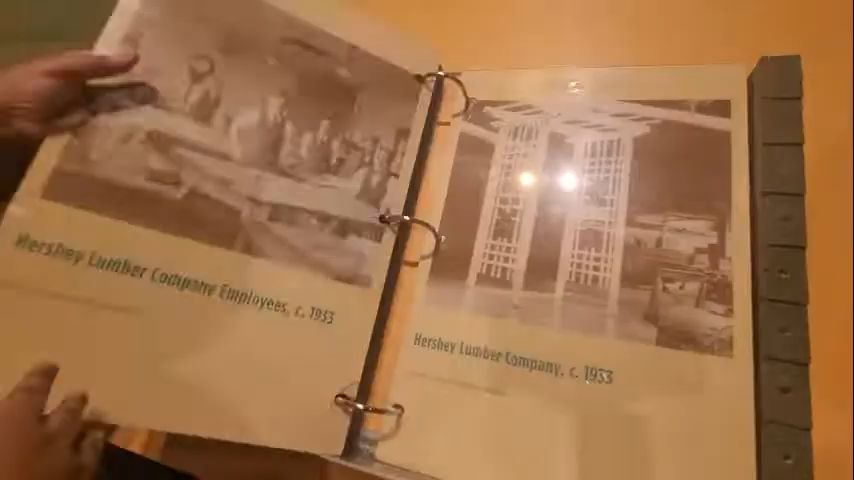 Hershey Lumber Company Employees, c. 1933
Hershey Lumber Company, c. 1933